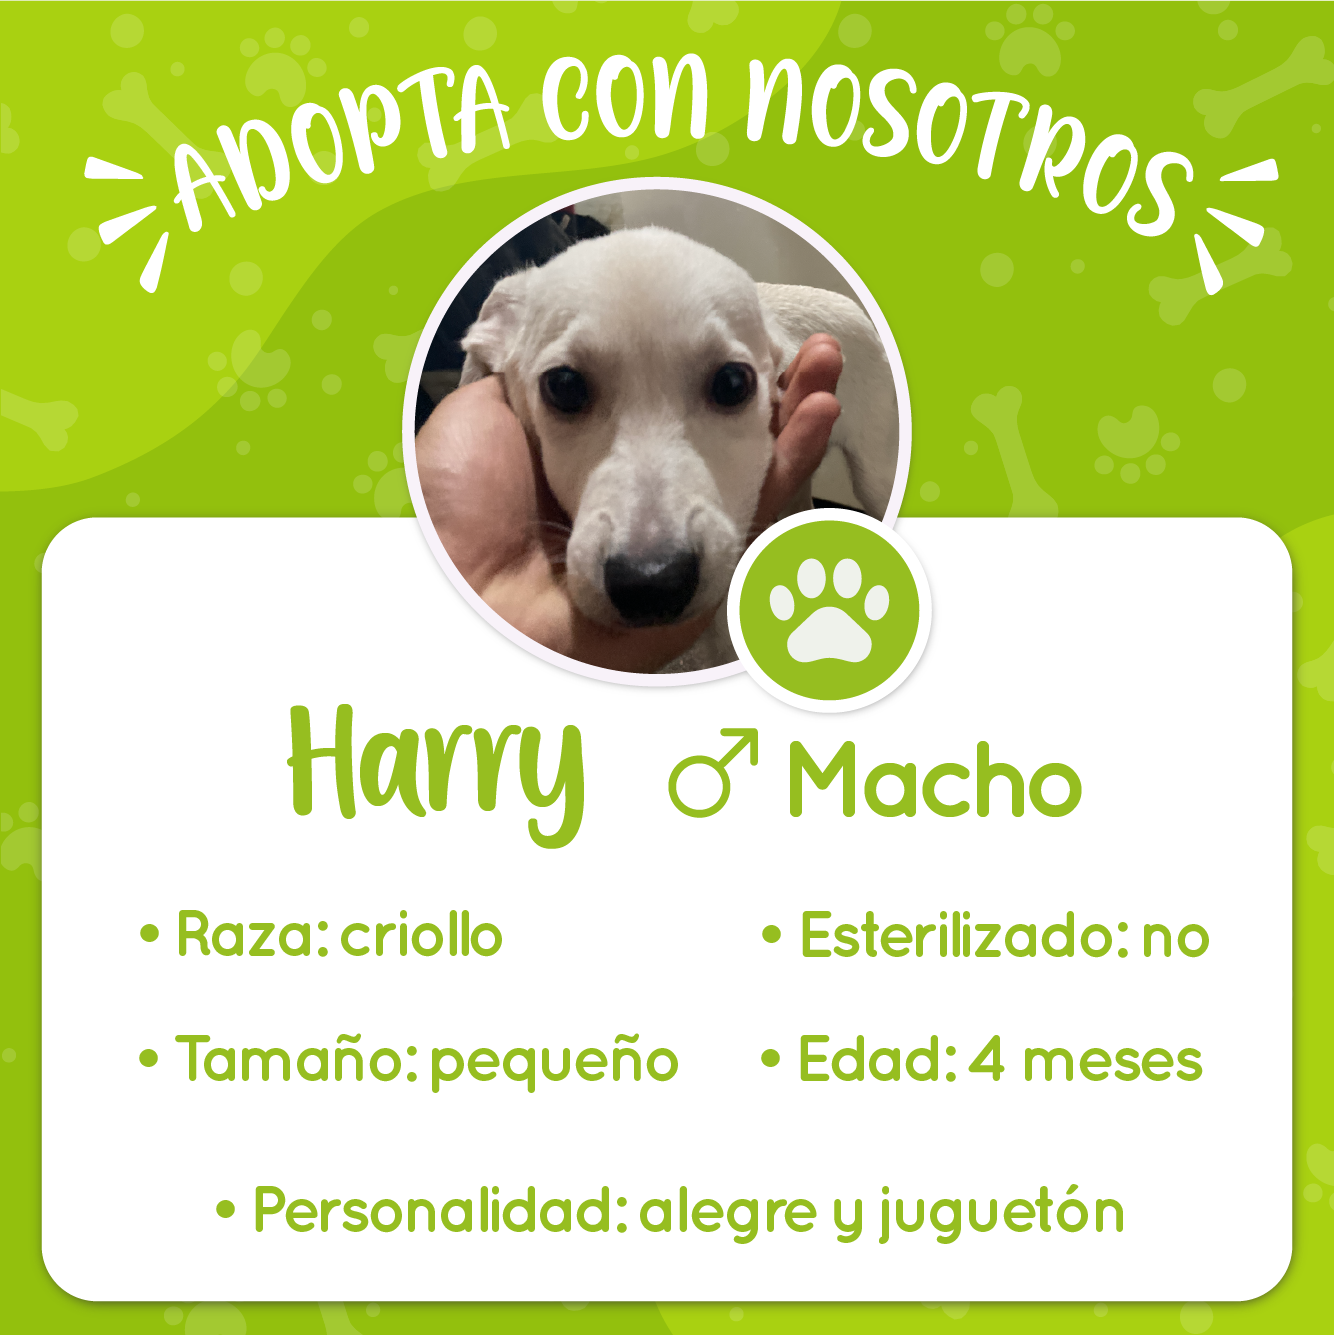 ADOPTA CON NOSOTROS
Harry ♂ Macho
• Raza: criollo
• Esterilizado: no
• Tamaño: pequeño
• Edad: 4 meses
• Personalidad: alegre y juguetón